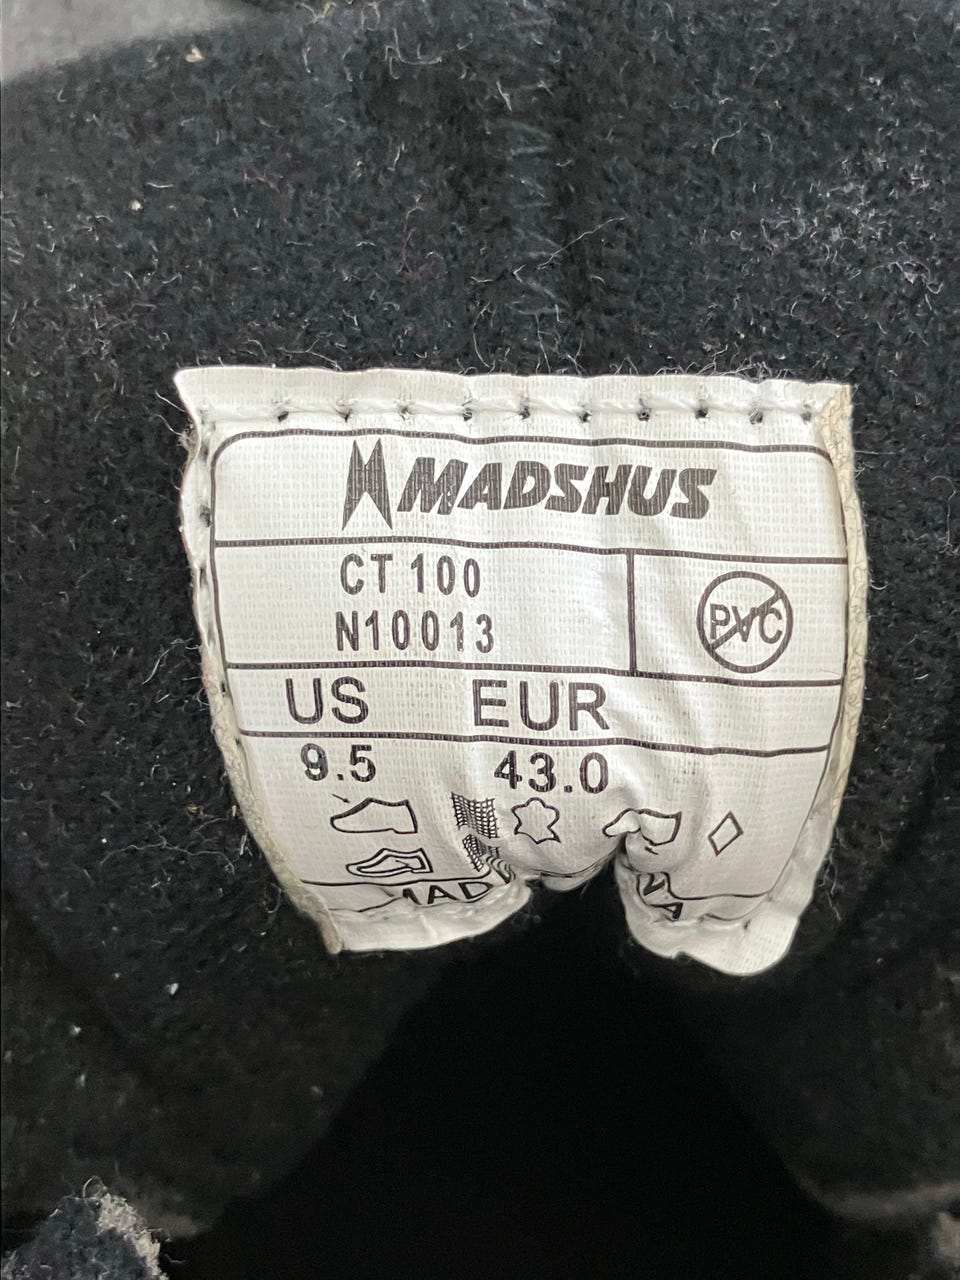 MADSHUS
CT 100
N10013
PVC
US EUR
9.5 43.0